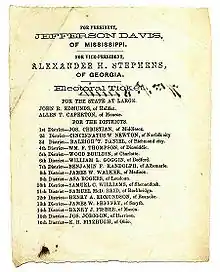 FOR PRESIDENT,
JEFFERSON DAVIS,
OF MISSISSIPPI.
FOR VICE-PRESIDENT,
ALEXANDER H. STEPHENS,
OF GEORGIA.
Electoral Ticket.
FOR THE STATE AT LARGE.
JOHN R. EDMUNDS, of Halifax.
ALLEN T. CAPERTON, of Monroe.
FOR THE DISTRICTS.
1st District—JOS. CHRISTIAN, of Middlesex.
2d District—CINCINNATUS W. NEWTON, of Norfolk city
3d District—RALEIGH T. DANIEL, of Richmond city.
4th District—WM. F. THOMPSON, of Dinwiddie.
5th District—WOOD BOULDIN, of Charlotte.
6th District—WILLIAM L. GOGGIN, of Bedford.
7th District—BENJAMIN F. RANDOLPH, of Albemarle.
8th District—JAMES W. WALKER, of Madison.
9th District—ASA ROGERS, of Loudoun.
10th District—SAMUEL C. WILLIAMS, of Shenandoah.
11th District—SAMUEL McD. REID, of Rockbridge.
12th District—HENRY A. EDMUNDSON, of Roanoke.
13th District—JAMES W. SHEFFEY, of Smyth.
14th District—HENRY J. FISHER, of Mason.
15th District—JOS. JOHNSON, of Harrison.
16th District—E. H. FITZHUGH, of Ohio.